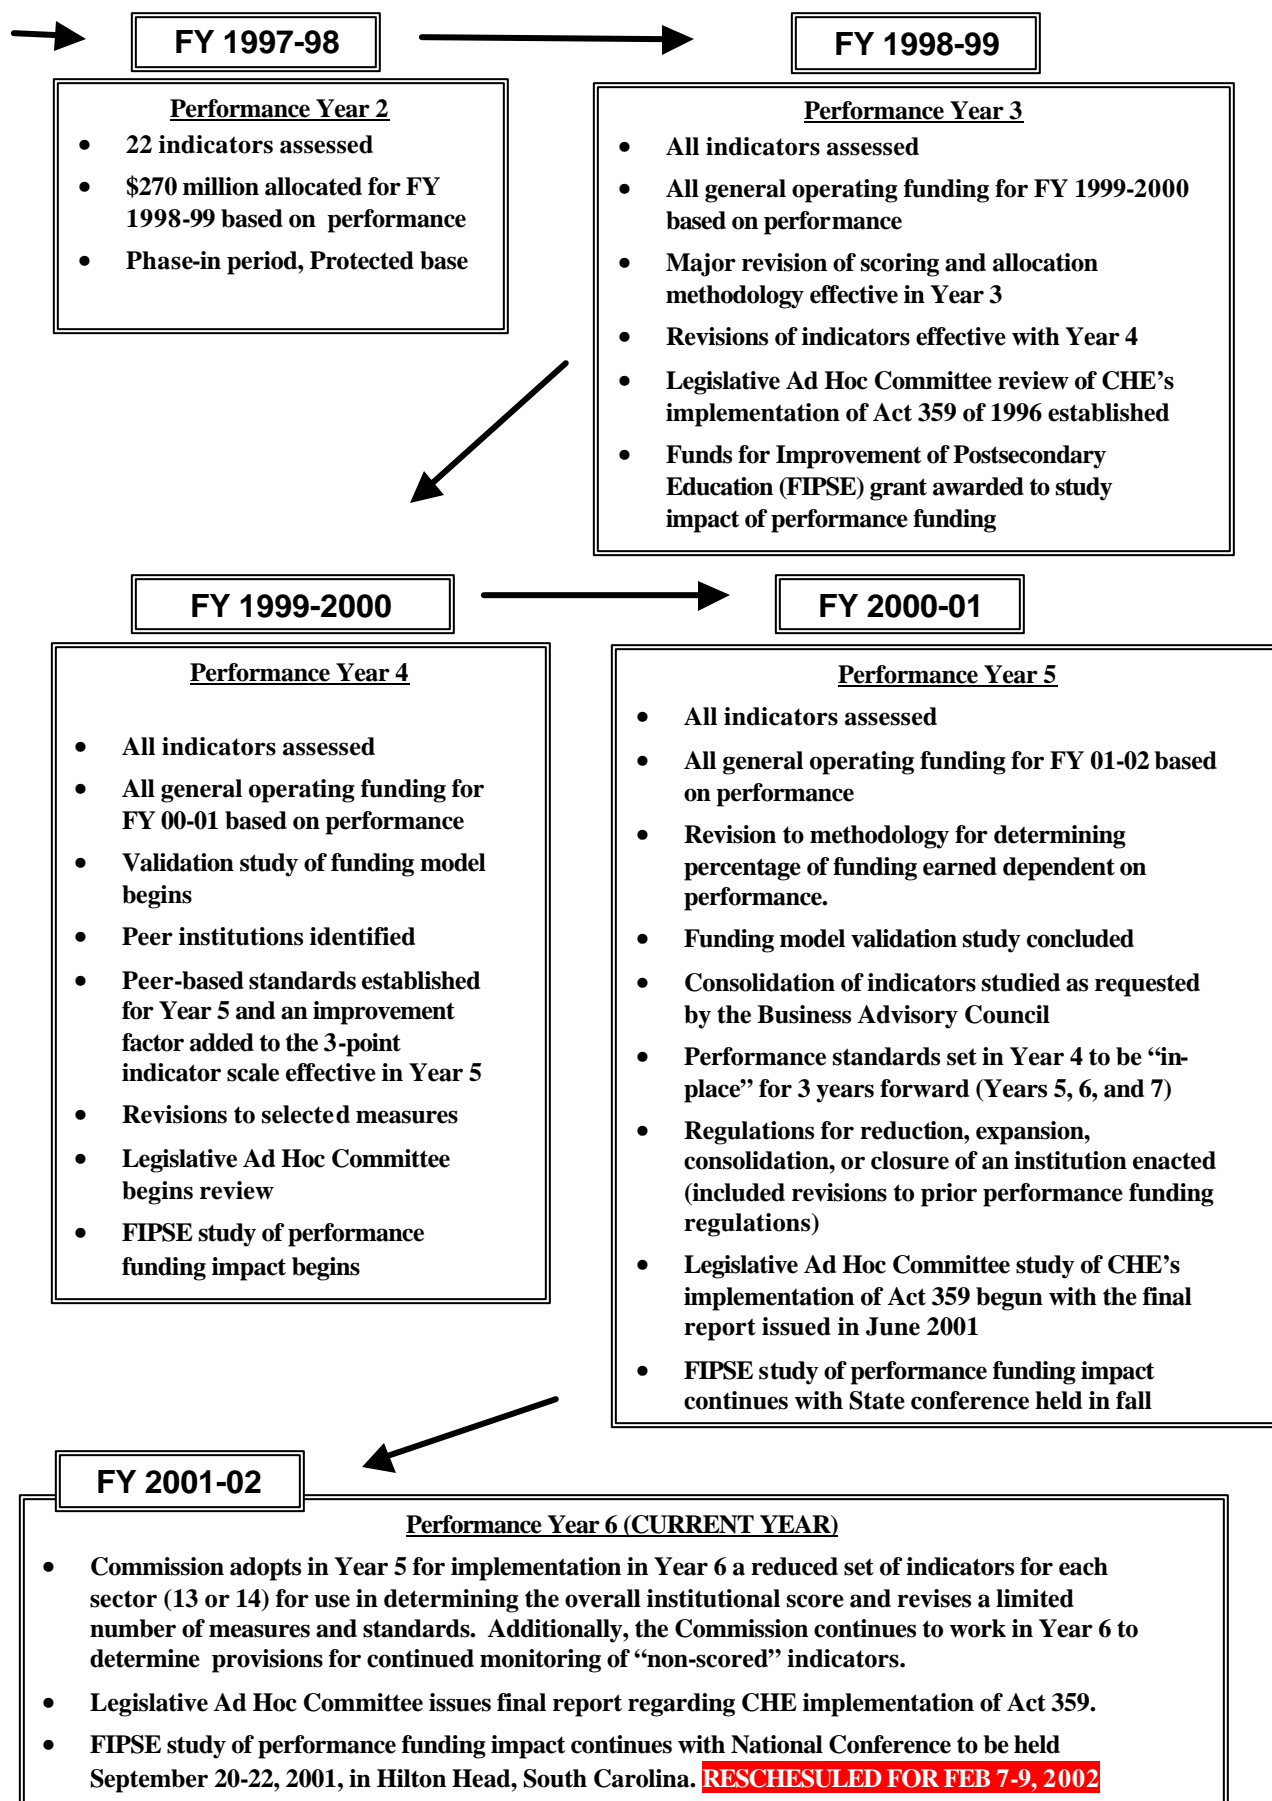 FY 1997-98
Performance Year 2
• 22 indicators assessed
• $270 million allocated for FY
1998-99 based on performance
• Phase-in period, Protected base
FY 1998-99
Performance Year 3
• All indicators assessed
• All general operating funding for FY 1999-2000
based on performance
• Major revision of scoring and allocation
methodology effective in Year 3
• Revisions of indicators effective with Year 4
• Legislative Ad Hoc Committee review of CHE’s
implementation of Act 359 of 1996 established
• Funds for Improvement of Postsecondary
Education (FIPSE) grant awarded to study
impact of performance funding
FY 1999-2000
Performance Year 4
• All indicators assessed
• All general operating funding for
FY 00-01 based on performance
• Validation study of funding model
begins
• Peer institutions identified
• Peer-based standards established
for Year 5 and an improvement
factor added to the 3-point
indicator scale effective in Year 5
• Revisions to selected measures
• Legislative Ad Hoc Committee
begins review
• FIPSE study of performance
funding impact begins
FY 2000-01
Performance Year 5
• All indicators assessed
• All general operating funding for FY 01-02 based
on performance
• Revision to methodology for determining
percentage of funding earned dependent on
performance.
• Funding model validation study concluded
• Consolidation of indicators studied as requested
by the Business Advisory Council
• Performance standards set in Year 4 to be “in-
place” for 3 years forward (Years 5, 6, and 7)
• Regulations for reduction, expansion,
consolidation, or closure of an institution enacted
(included revisions to prior performance funding
regulations)
• Legislative Ad Hoc Committee study of CHE’s
implementation of Act 359 begun with the final
report issued in June 2001
• FIPSE study of performance funding impact
continues with State conference held in fall
FY 2001-02
Performance Year 6 (CURRENT YEAR)
• Commission adopts in Year 5 for implementation in Year 6 a reduced set of indicators for each
sector (13 or 14) for use in determining the overall institutional score and revises a limited
number of measures and standards. Additionally, the Commission continues to work in Year 6 to
determine provisions for continued monitoring of “non-scored” indicators.
• Legislative Ad Hoc Committee issues final report regarding CHE implementation of Act 359.
• FIPSE study of performance funding impact continues with National Conference to be held
September 20-22, 2001, in Hilton Head, South Carolina. RESCHESULED FOR FEB 7-9, 2002